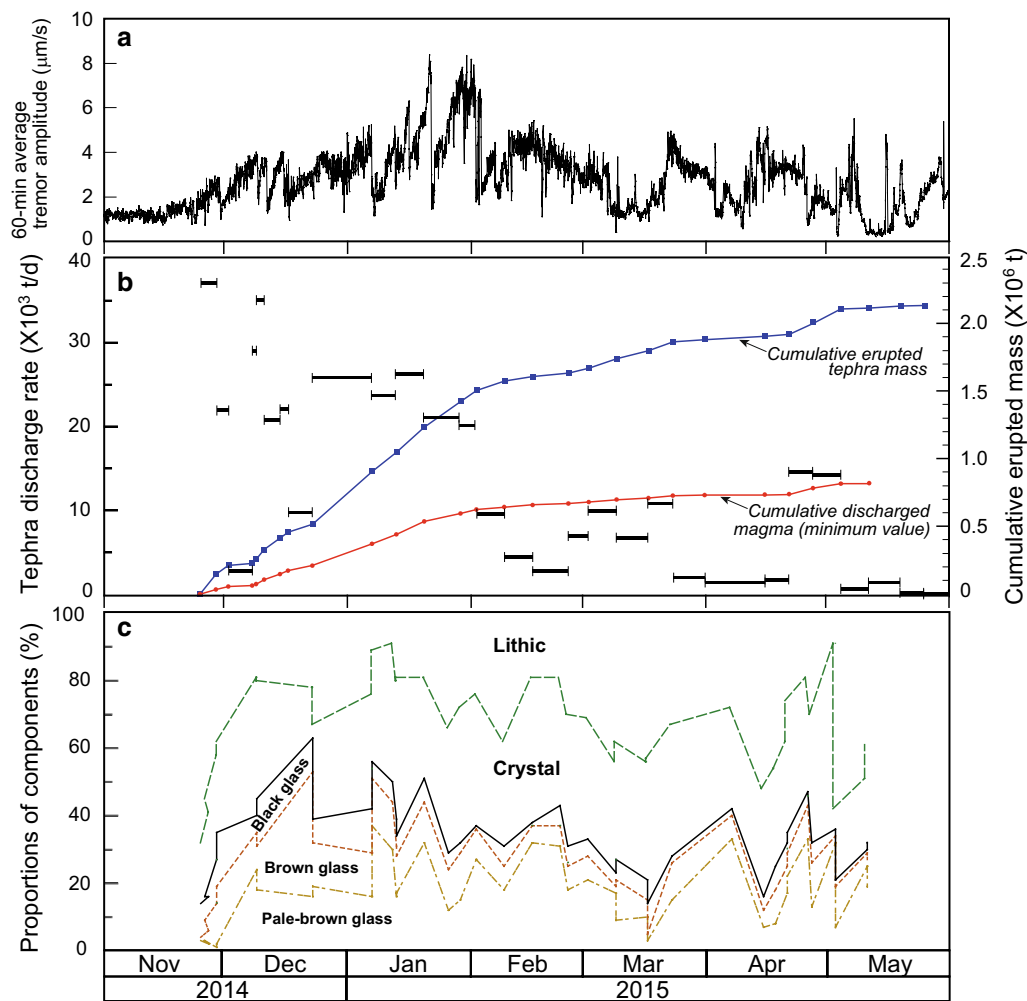 a
60-min average
tremor amplitude (μm/s)
10
8
6
4
2
0
b
Tephra discharge rate (X10³ t/d)
40
30
20
10
0
Cumulative erupted mass (X10⁶ t)
2.5
2.0
1.5
1.0
0.5
0
Cumulative erupted
tephra mass
Cumulative discharged
magma (minimum value)
c
Proportions of components (%)
100
80
60
40
20
0
Lithic
Crystal
Black glass
Brown glass
Pale-brown glass
Nov Dec Jan Feb Mar Apr May
2014 2015